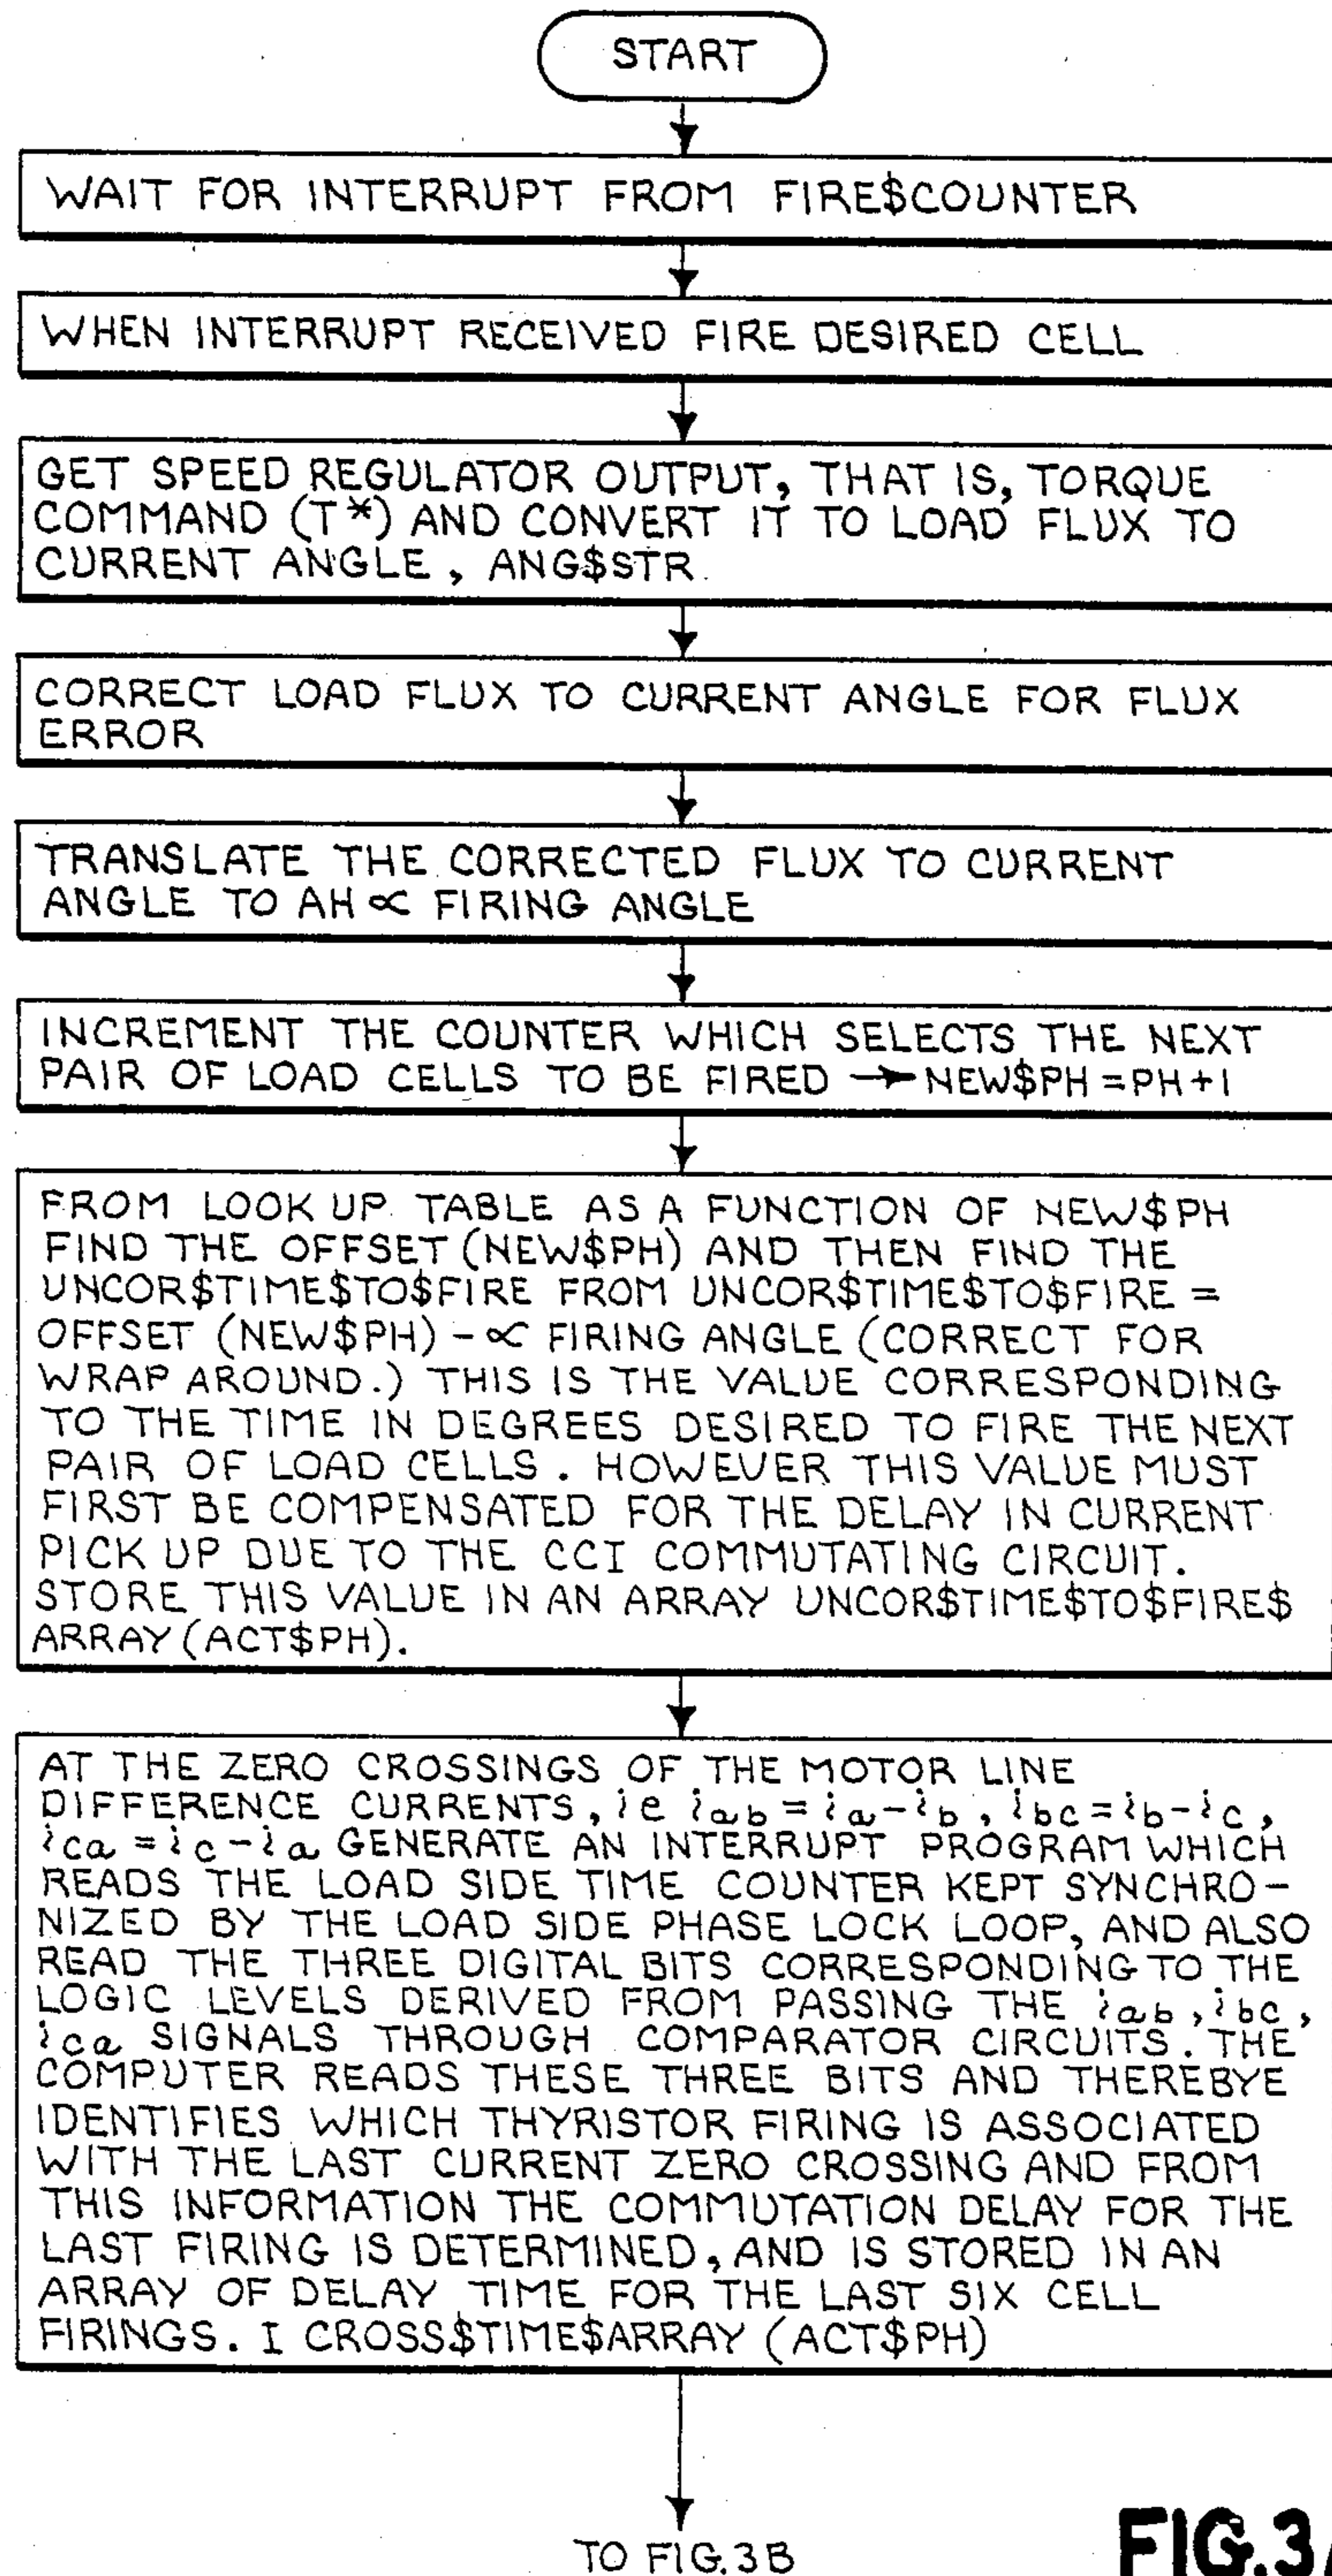 START
WAIT FOR INTERRUPT FROM FIRE$COUNTER
WHEN INTERRUPT RECEIVED FIRE DESIRED CELL
GET SPEED REGULATOR OUTPUT, THAT IS, TORQUE
COMMAND (T*) AND CONVERT IT TO LOAD FLUX TO
CURRENT ANGLE, ANG$STR.
CORRECT LOAD FLUX TO CURRENT ANGLE FOR FLUX
ERROR
TRANSLATE THE CORRECTED FLUX TO CURRENT
ANGLE TO AH ∝ FIRING ANGLE
INCREMENT THE COUNTER WHICH SELECTS THE NEXT
PAIR OF LOAD CELLS TO BE FIRED → NEW$PH = PH + 1
FROM LOOK UP TABLE AS A FUNCTION OF NEW$PH
FIND THE OFFSET (NEW$PH) AND THEN FIND THE
UNCOR$TIME$TO$FIRE FROM UNCOR$TIME$TO$FIRE =
OFFSET (NEW$PH) - ∝ FIRING ANGLE (CORRECT FOR
WRAP AROUND.) THIS IS THE VALUE CORRESPONDING
TO THE TIME IN DEGREES DESIRED TO FIRE THE NEXT
PAIR OF LOAD CELLS. HOWEVER THIS VALUE MUST
FIRST BE COMPENSATED FOR THE DELAY IN CURRENT
PICK UP DUE TO THE CCI COMMUTATING CIRCUIT.
STORE THIS VALUE IN AN ARRAY UNCOR$TIME$TO$FIRE$
ARRAY (ACT$PH).
AT THE ZERO CROSSINGS OF THE MOTOR LINE
DIFFERENCE CURRENTS, ie iab = ia - ib, ibc = ib - ic,
ica = ic - ia GENERATE AN INTERRUPT PROGRAM WHICH
READS THE LOAD SIDE TIME COUNTER KEPT SYNCHRO-
NIZED BY THE LOAD SIDE PHASE LOCK LOOP, AND ALSO
READ THE THREE DIGITAL BITS CORRESPONDING TO THE
LOGIC LEVELS DERIVED FROM PASSING THE iab, ibc,
ica SIGNALS THROUGH COMPARATOR CIRCUITS. THE
COMPUTER READS THESE THREE BITS AND THEREBYE
IDENTIFIES WHICH THYRISTOR FIRING IS ASSOCIATED
WITH THE LAST CURRENT ZERO CROSSING AND FROM
THIS INFORMATION THE COMMUTATION DELAY FOR THE
LAST FIRING IS DETERMINED, AND IS STORED IN AN
ARRAY OF DELAY TIME FOR THE LAST SIX CELL
FIRINGS. I CROSS$TIME$ARRAY (ACT$PH)
TO FIG. 3B
FIG. 3A